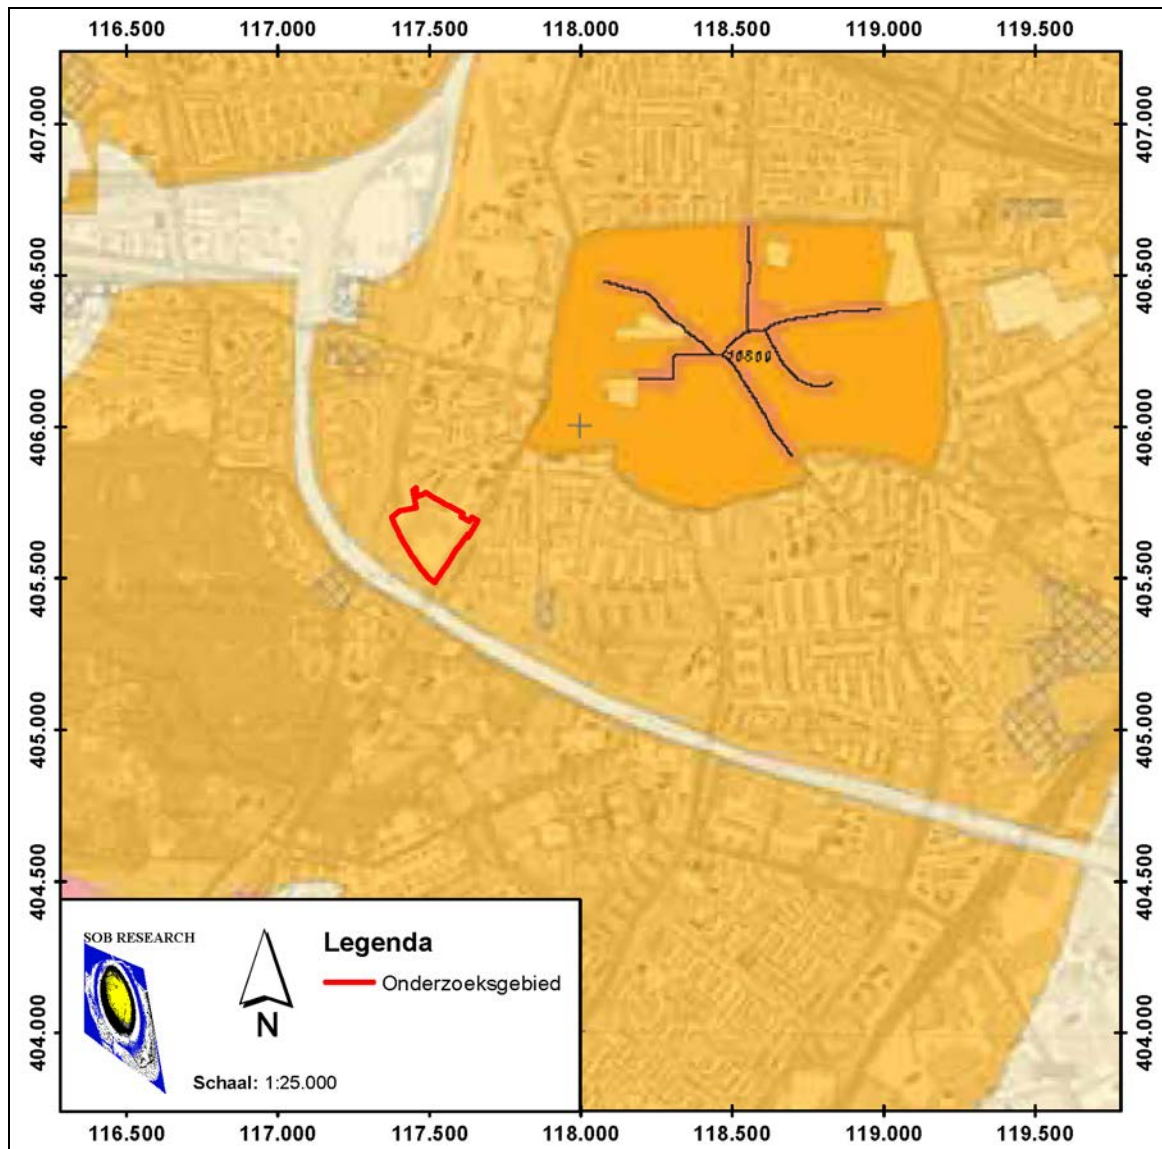 116.500 117.000 117.500 118.000 118.500 119.000 119.500
407.000 407.000
406.500 406.500
406.000 406.000
405.500 405.500
405.000 405.000
404.500 404.500
404.000 404.000
SOB RESEARCH
N
Legenda
Onderzoeksgebied
Schaal: 1:25.000
116.500 117.000 117.500 118.000 118.500 119.000 119.500